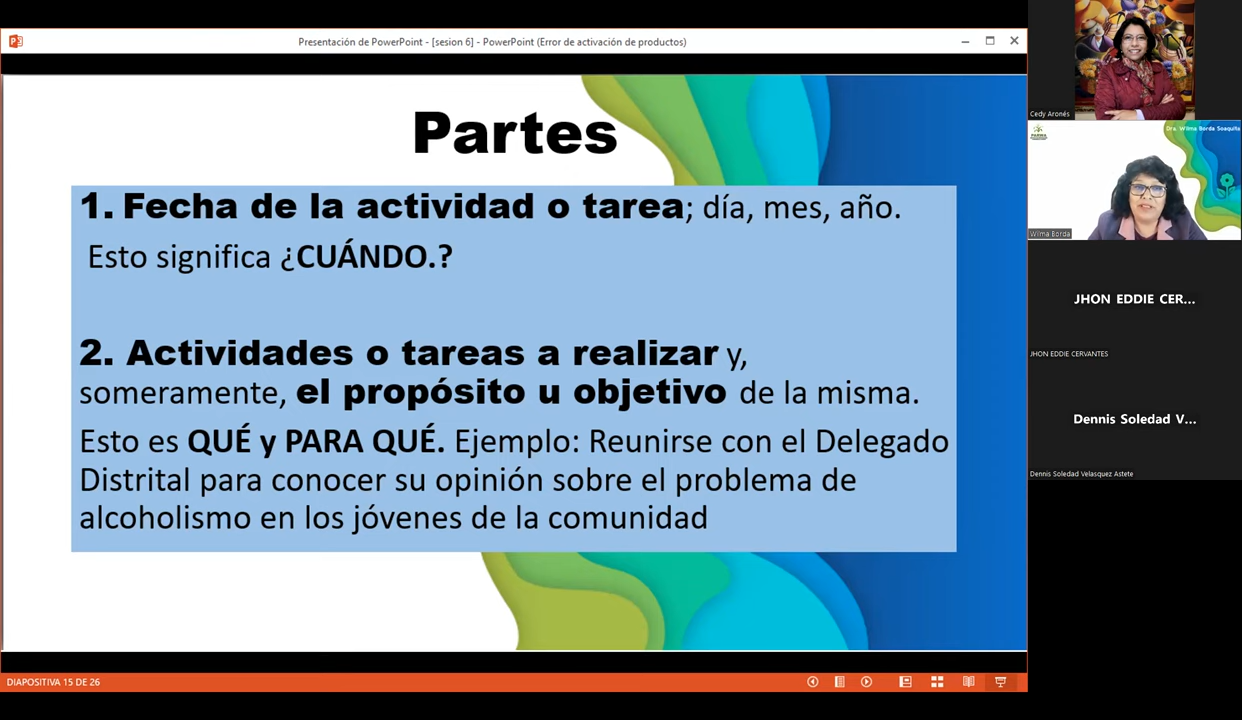 Presentación de PowerPoint - [sesion 6] - PowerPoint (Error de activación de productos)
Partes
1. Fecha de la actividad o tarea; día, mes, año.
Esto significa ¿CUÁNDO.?
2. Actividades o tareas a realizar y,
someramente, el propósito u objetivo de la misma.
Esto es QUÉ y PARA QUÉ. Ejemplo: Reunirse con el Delegado
Distrital para conocer su opinión sobre el problema de
alcoholismo en los jóvenes de la comunidad
DIAPOSITIVA 15 DE 26
Cedy Aronés
Dra. Wilma Borda Soaquita
Wilma Borda
JHON EDDIE CER...
JHON EDDIE CERVANTES
Dennis Soledad V...
Dennis Soledad Velasquez Astete